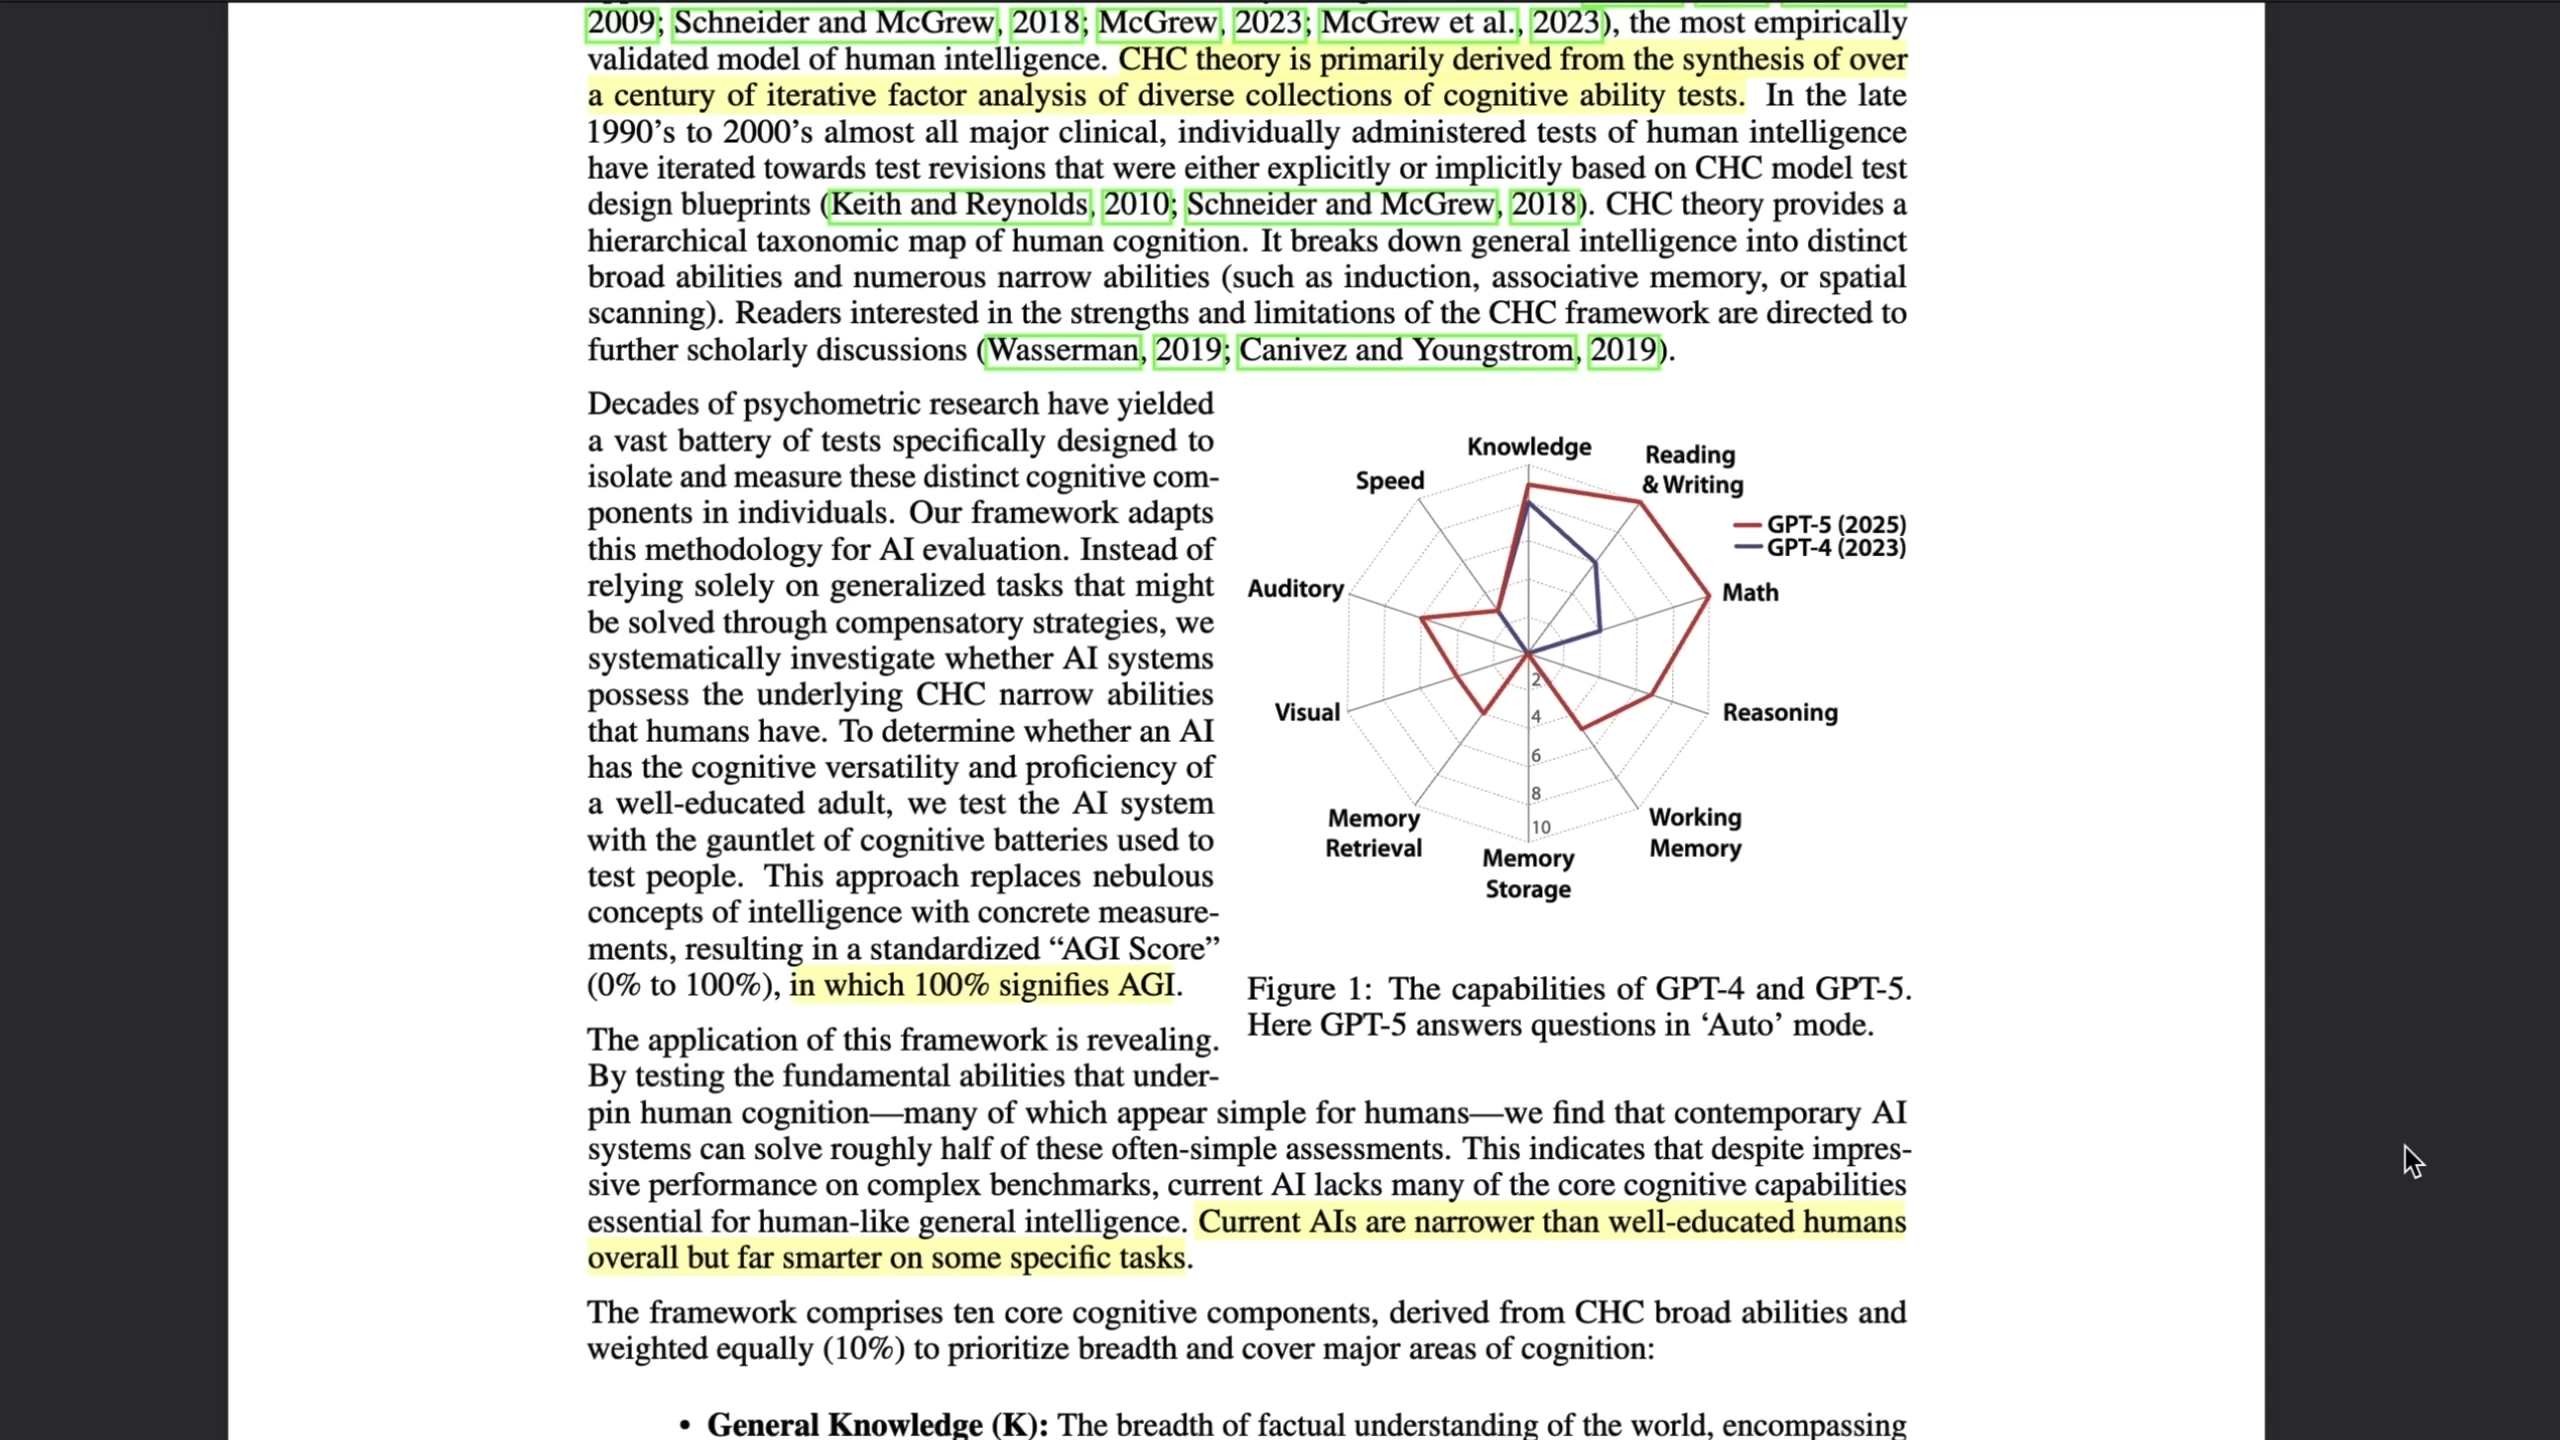 2009; Schneider and McGrew, 2018; McGrew, 2023; McGrew et al., 2023), the most empirically
validated model of human intelligence. CHC theory is primarily derived from the synthesis of over
a century of iterative factor analysis of diverse collections of cognitive ability tests. In the late
1990’s to 2000’s almost all major clinical, individually administered tests of human intelligence
have iterated towards test revisions that were either explicitly or implicitly based on CHC model test
design blueprints (Keith and Reynolds, 2010; Schneider and McGrew, 2018). CHC theory provides a
hierarchical taxonomic map of human cognition. It breaks down general intelligence into distinct
broad abilities and numerous narrow abilities (such as induction, associative memory, or spatial
scanning). Readers interested in the strengths and limitations of the CHC framework are directed to
further scholarly discussions (Wasserman, 2019; Canivez and Youngstrom, 2019).
Decades of psychometric research have yielded
a vast battery of tests specifically designed to
isolate and measure these distinct cognitive com-
ponents in individuals. Our framework adapts
this methodology for AI evaluation. Instead of
relying solely on generalized tasks that might
be solved through compensatory strategies, we
systematically investigate whether AI systems
possess the underlying CHC narrow abilities
that humans have. To determine whether an AI
has the cognitive versatility and proficiency of
a well-educated adult, we test the AI system
with the gauntlet of cognitive batteries used to
test people. This approach replaces nebulous
concepts of intelligence with concrete measure-
ments, resulting in a standardized “AGI Score”
(0% to 100%), in which 100% signifies AGI.
Knowledge
Reading
& Writing
Speed
GPT-5 (2025)
GPT-4 (2023)
Auditory
Math
2
4
6
8
10
Visual
Reasoning
Memory
Retrieval
Working
Memory
Memory
Storage
Figure 1: The capabilities of GPT-4 and GPT-5.
Here GPT-5 answers questions in ‘Auto’ mode.
The application of this framework is revealing.
By testing the fundamental abilities that under-
pin human cognition—many of which appear simple for humans—we find that contemporary AI
systems can solve roughly half of these often-simple assessments. This indicates that despite impres-
sive performance on complex benchmarks, current AI lacks many of the core cognitive capabilities
essential for human-like general intelligence. Current AIs are narrower than well-educated humans
overall but far smarter on some specific tasks.
The framework comprises ten core cognitive components, derived from CHC broad abilities and
weighted equally (10%) to prioritize breadth and cover major areas of cognition:
• General Knowledge (K): The breadth of factual understanding of the world, encompassing